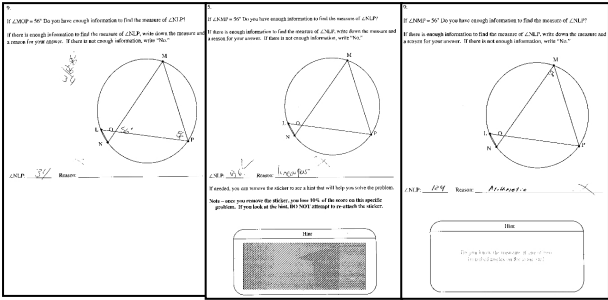 9.
If ∠MOP = 56° Do you have enough information to find the measure of ∠NLP?
If there is enough information to find the measure of ∠NLP, write down the measure and
a reason for your answer. If there is not enough information, write "No."
M
L
O
56°
P
N
∠NLP: 34 Reason:
If ∠NMP = 56° Do you have enough information to find the measure of ∠NLP?
If there is enough information to find the measure of ∠NLP, write down the measure and
a reason for your answer. If there is not enough information, write "No."
M
L
O
P
N
∠NLP: Reason:
If needed, you can remove the sticker to see a hint that will help you solve the problem.
Note – once you remove the sticker, you lose 10% of the score on this specific
problem. If you look at the hint, DO NOT attempt to re-attach the sticker.
Hint
9.
If ∠NMP = 56° Do you have enough information to find the measure of ∠NLP?
If there is enough information to find the measure of ∠NLP, write down the measure and
a reason for your answer. If there is not enough information, write "No."
M
L
O
P
N
∠NLP: 124 Reason:
Hint